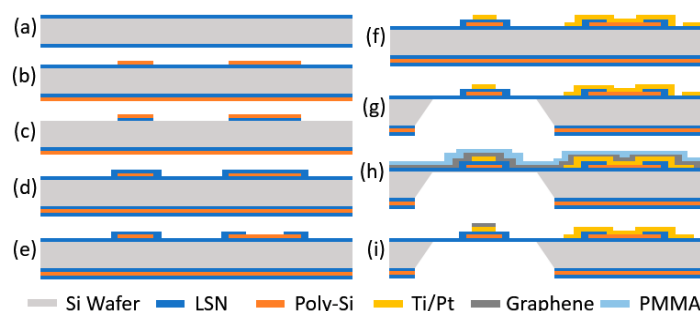 (a)
(b)
(c)
(d)
(e)
(f)
(g)
(h)
(i)
Si Wafer LSN Poly-Si Ti/Pt Graphene PMMA